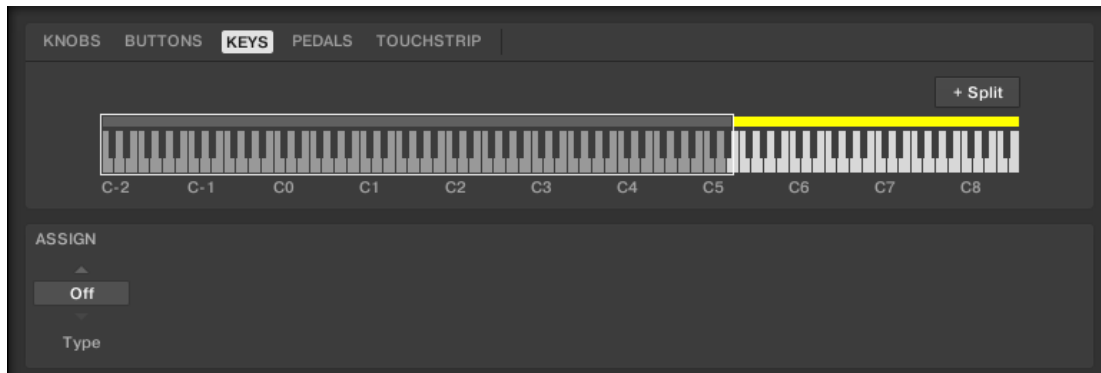 KNOBS BUTTONS KEYS PEDALS TOUCHSTRIP
+ Split
C-2 C-1 C0 C1 C2 C3 C4 C5 C6 C7 C8
ASSIGN
Off
Type